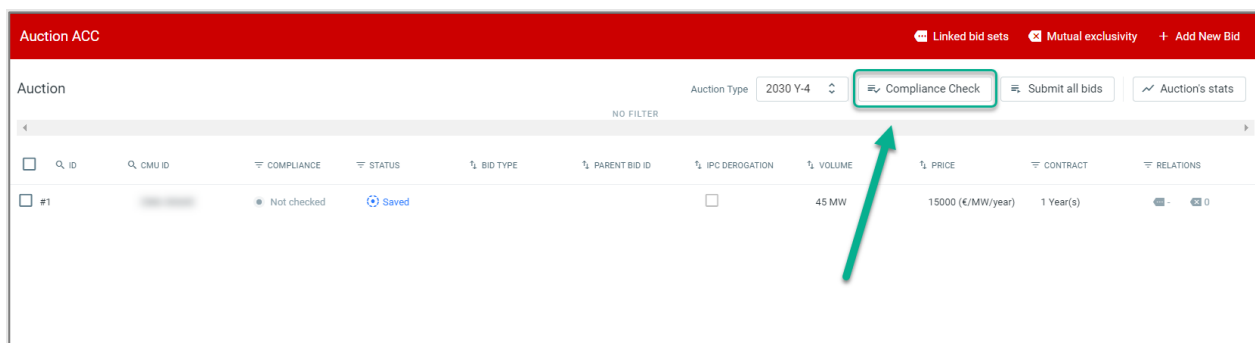 Auction ACC Linked bid sets Mutual exclusivity + Add New Bid
Auction Auction Type 2030 Y-4 Compliance Check Submit all bids Auction's stats
NO FILTER
ID CMU ID COMPLIANCE STATUS BID TYPE PARENT BID ID IPC DEROGATION VOLUME PRICE CONTRACT RELATIONS
#1 Not checked Saved 45 MW 15000 (€/MW/year) 1 Year(s) - 0